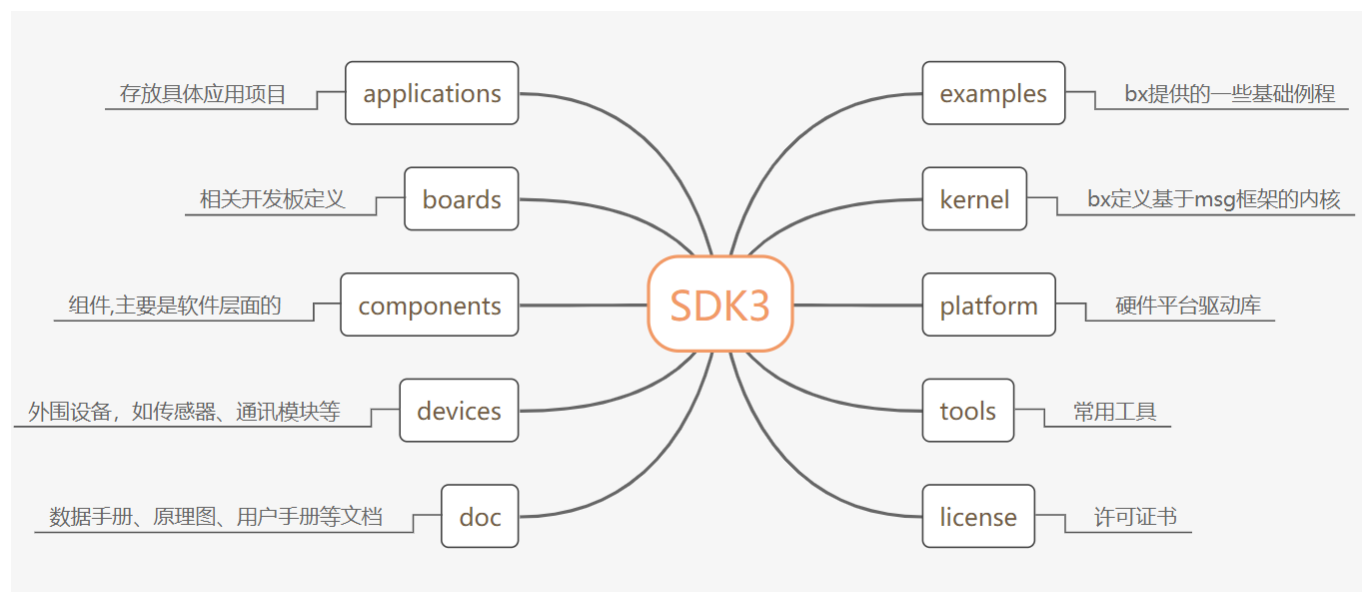 存放具体应用项目
applications
相关开发板定义
boards
组件,主要是软件层面的
components
外围设备，如传感器、通讯模块等
devices
数据手册、原理图、用户手册等文档
doc
SDK3
examples
bx提供的一些基础例程
kernel
bx定义基于msg框架的内核
platform
硬件平台驱动库
tools
常用工具
license
许可证书